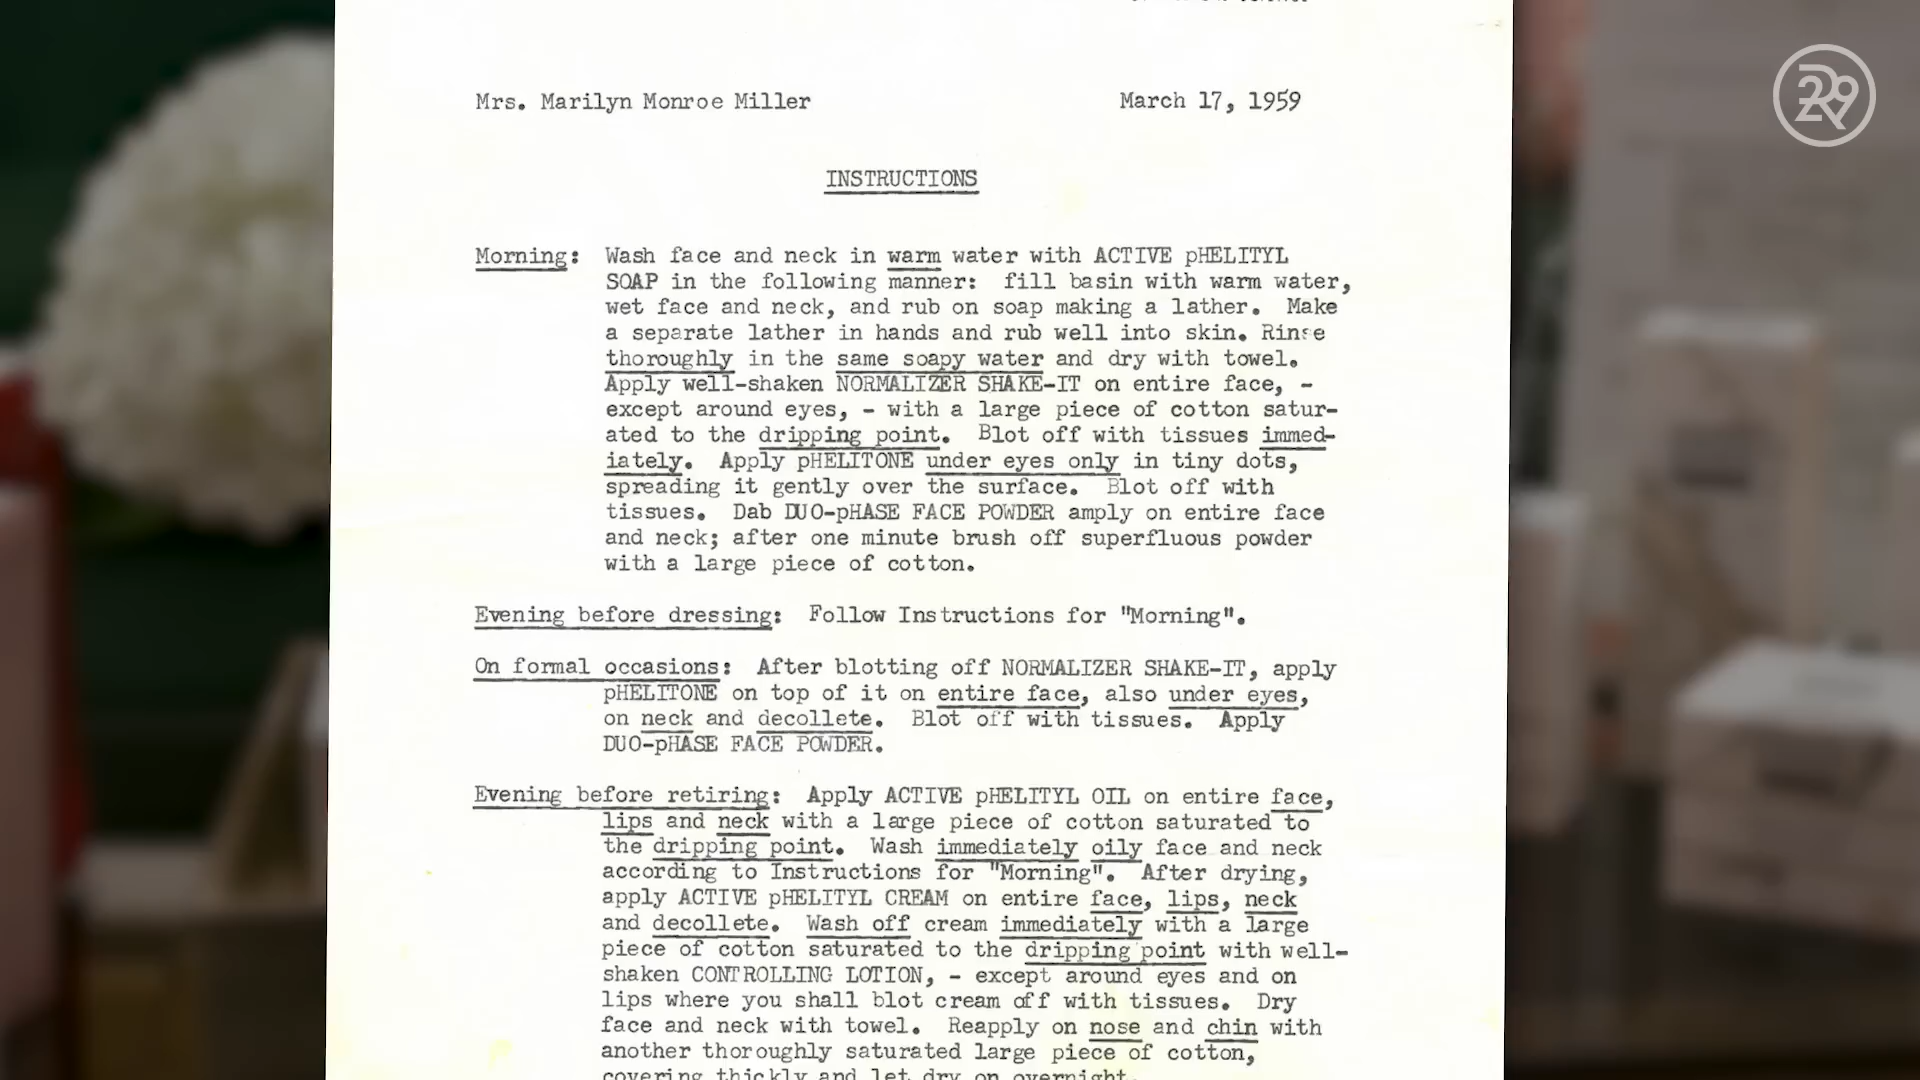 Mrs. Marilyn Monroe Miller March 17, 1959
R29
INSTRUCTIONS
Morning: Wash face and neck in warm water with ACTIVE pHELITYL
SOAP in the following manner: fill basin with warm water,
wet face and neck, and rub on soap making a lather. Make
a separate lather in hands and rub well into skin. Rinse
thoroughly in the same soapy water and dry with towel.
Apply well-shaken NORMALIZER SHAKE-IT on entire face, -
except around eyes, - with a large piece of cotton satur-
ated to the dripping point. Blot off with tissues immed-
iately. Apply pHELITONE under eyes only in tiny dots,
spreading it gently over the surface. Blot off with
tissues. Dab DUO-pHASE FACE POWDER amply on entire face
and neck; after one minute brush off superfluous powder
with a large piece of cotton.
Evening before dressing: Follow Instructions for "Morning".
On formal occasions: After blotting off NORMALIZER SHAKE-IT, apply
pHELITONE on top of it on entire face, also under eyes,
on neck and decollete. Blot off with tissues. Apply
DUO-pHASE FACE POWDER.
Evening before retiring: Apply ACTIVE pHELITYL OIL on entire face,
lips and neck with a large piece of cotton saturated to
the dripping point. Wash immediately oily face and neck
according to Instructions for "Morning". After drying,
apply ACTIVE pHELITYL CREAM on entire face, lips, neck
and decollete. Wash off cream immediately with a large
piece of cotton saturated to the dripping point with well-
shaken CONTROLLING LOTION, - except around eyes and on
lips where you shall blot cream off with tissues. Dry
face and neck with towel. Reapply on nose and chin with
another thoroughly saturated large piece of cotton,
covering thickly and let dry on overnight.